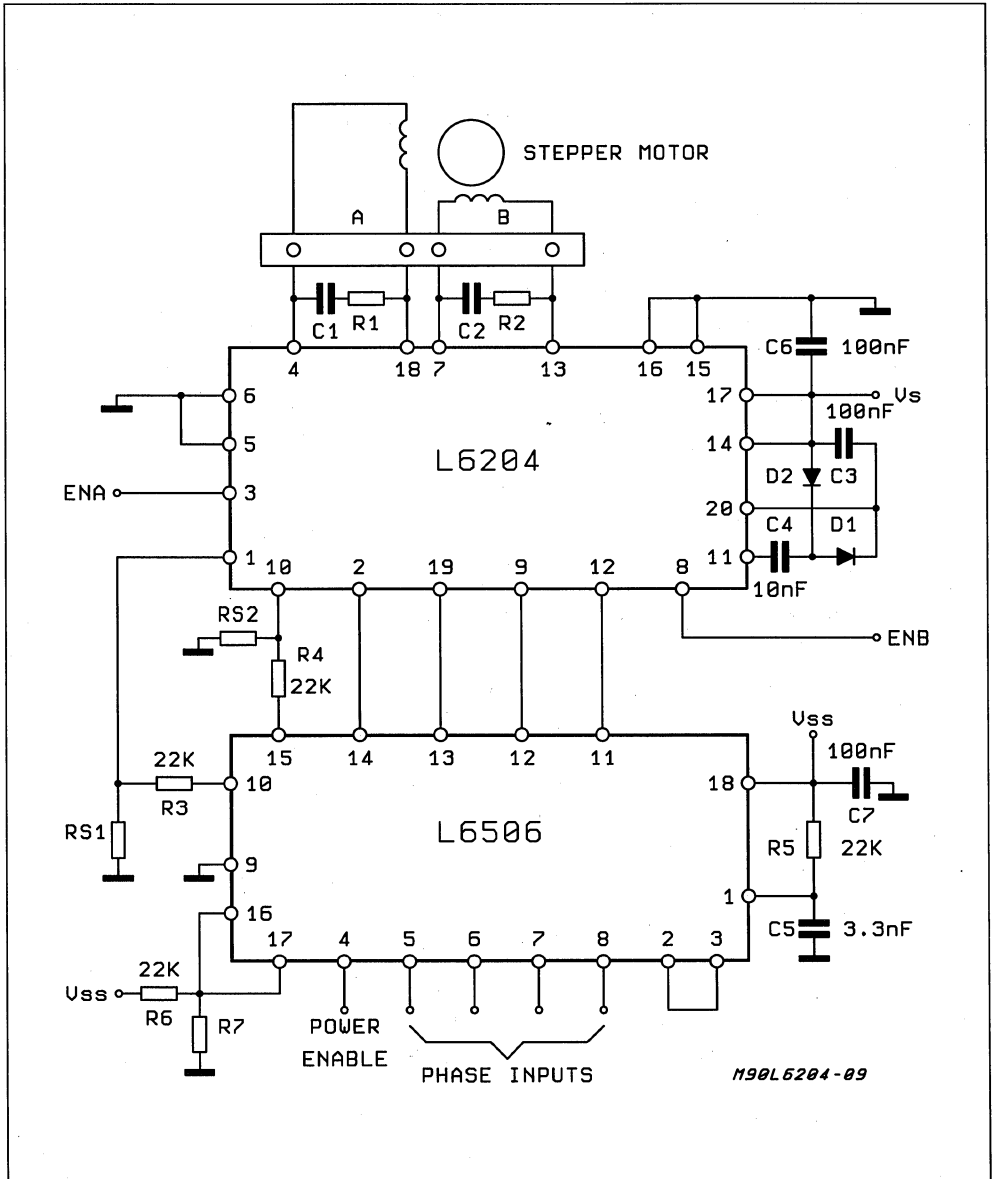 STEPPER MOTOR
A B
C1 R1 C2 R2
C6 100nF
4 18 7 13 16 15
6 17 Vs
100nF
5 14
L6204
D2 C3
ENA 3 20
C4 D1
1 11
10 2 19 9 12 8 10nF
RS2
ENB
R4
22K
Vss
15 14 13 12 11
100nF
22K
10 18
R3 C7
RS1 L6506 R5 22K
9
1
16
C5 3.3nF
17 4 5 6 7 8 2 3
22K
Vss
R6 R7 POWER
ENABLE
PHASE INPUTS
M90L6204-09